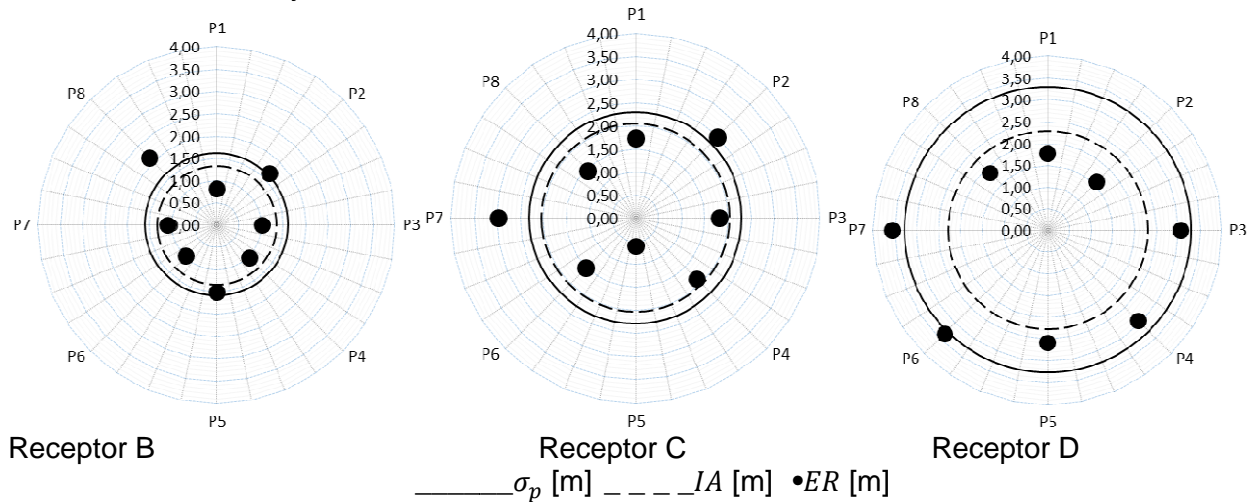 P1
4,00
3,50
3,00
2,50
2,00
1,50
1,00
0,50
0,00
P2
P3
P4
P5
P6
P7
P8
P1
4,00
3,50
3,00
2,50
2,00
1,50
1,00
0,50
0,00
P2
P3
P4
P5
P6
P7
P8
P1
4,00
3,50
3,00
2,50
2,00
1,50
1,00
0,50
0,00
P2
P3
P4
P5
P6
P7
P8
Receptor B Receptor C Receptor D
______σp [m] _ _ _ _IA [m] •ER [m]